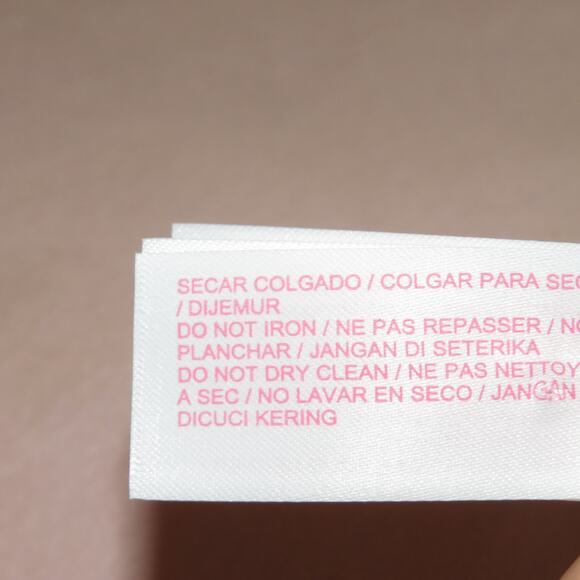 SECAR COLGADO / COLGAR PARA SEC
/ DIJEMUR
DO NOT IRON / NE PAS REPASSER / NO
PLANCHAR / JANGAN DI SETERIKA
DO NOT DRY CLEAN / NE PAS NETTOY
A SEC / NO LAVAR EN SECO / JANGAN
DICUCI KERING